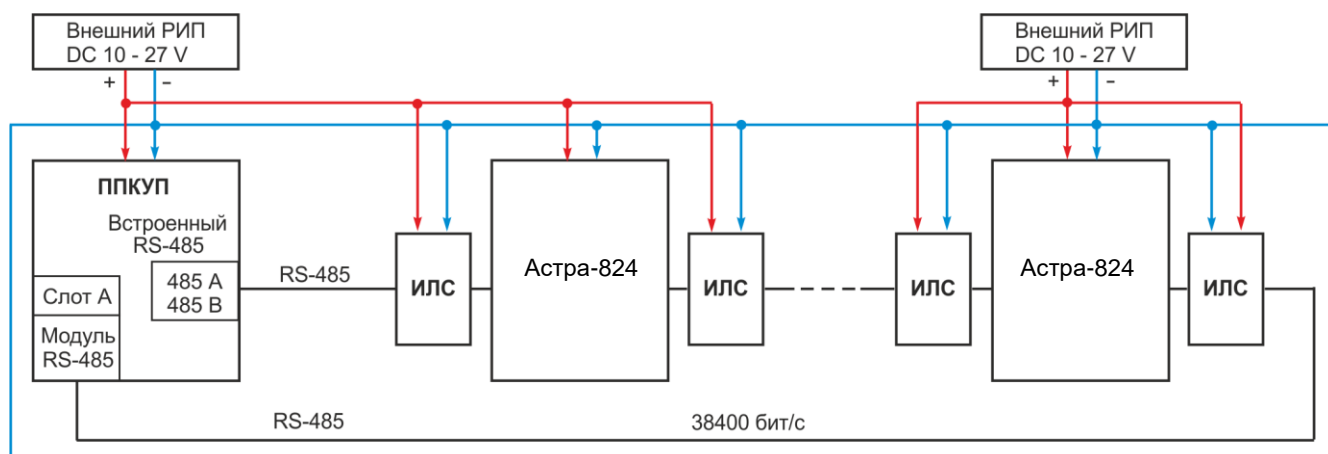 Внешний РИП
DC 10 - 27 V
+ –
Внешний РИП
DC 10 - 27 V
+ –
ППКУП
Встроенный
RS-485
485 A
485 B
Слот А
Модуль
RS-485
RS-485
ИЛС
Астра-824
ИЛС
ИЛС
Астра-824
ИЛС
RS-485
38400 бит/с